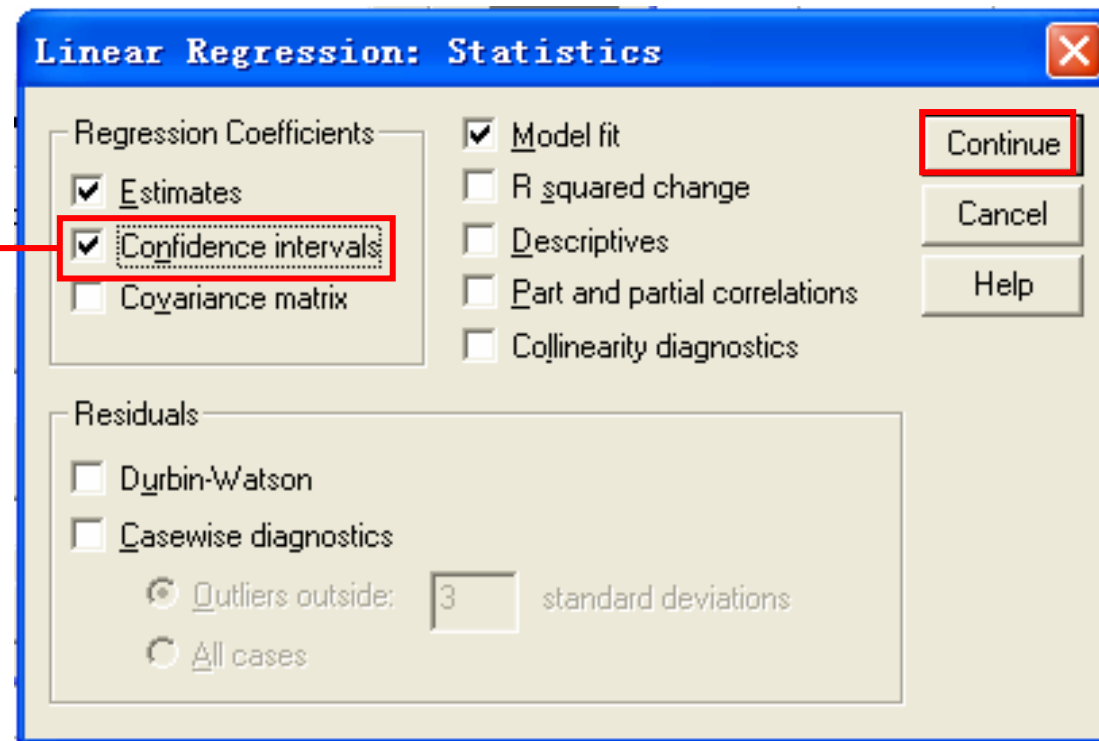 Linear Regression: Statistics
Regression Coefficients
Estimates
Confidence intervals
Covariance matrix
Model fit
R squared change
Descriptives
Part and partial correlations
Collinearity diagnostics
Continue
Cancel
Help
Residuals
Durbin-Watson
Casewise diagnostics
Outliers outside: 3 standard deviations
All cases